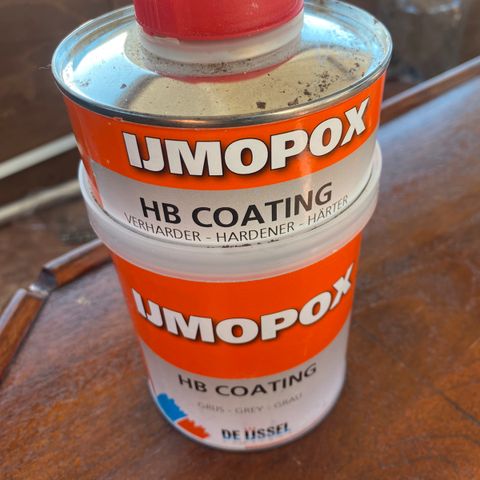 IJMOPOX
HB COATING
VERHARDER - HARDENER - HÄRTER
IJMOPOX
HB COATING
GRIJS - GREY - GRAU
DE IJSSEL